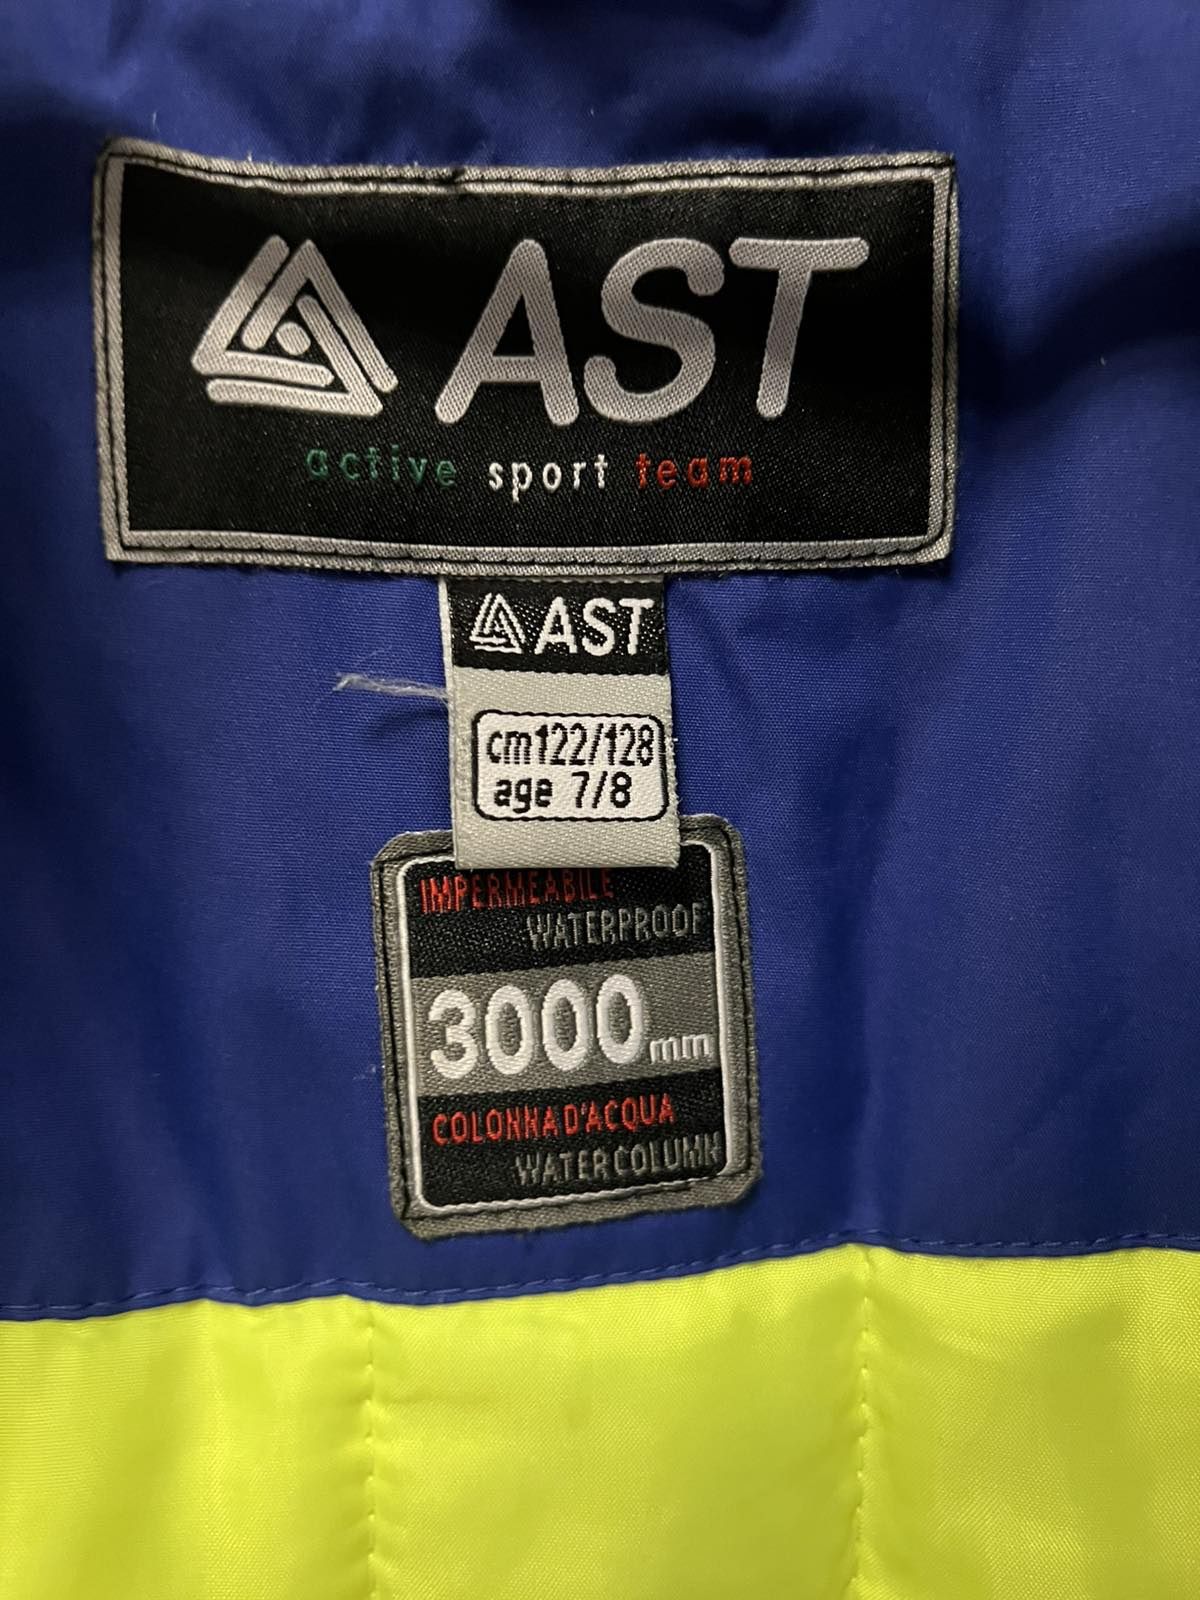 AST
active sport team
AST
cm122/128
age 7/8
IMPERMEABILE
WATERPROOF
3000mm
COLONNA D'ACQUA
WATER COLUMN